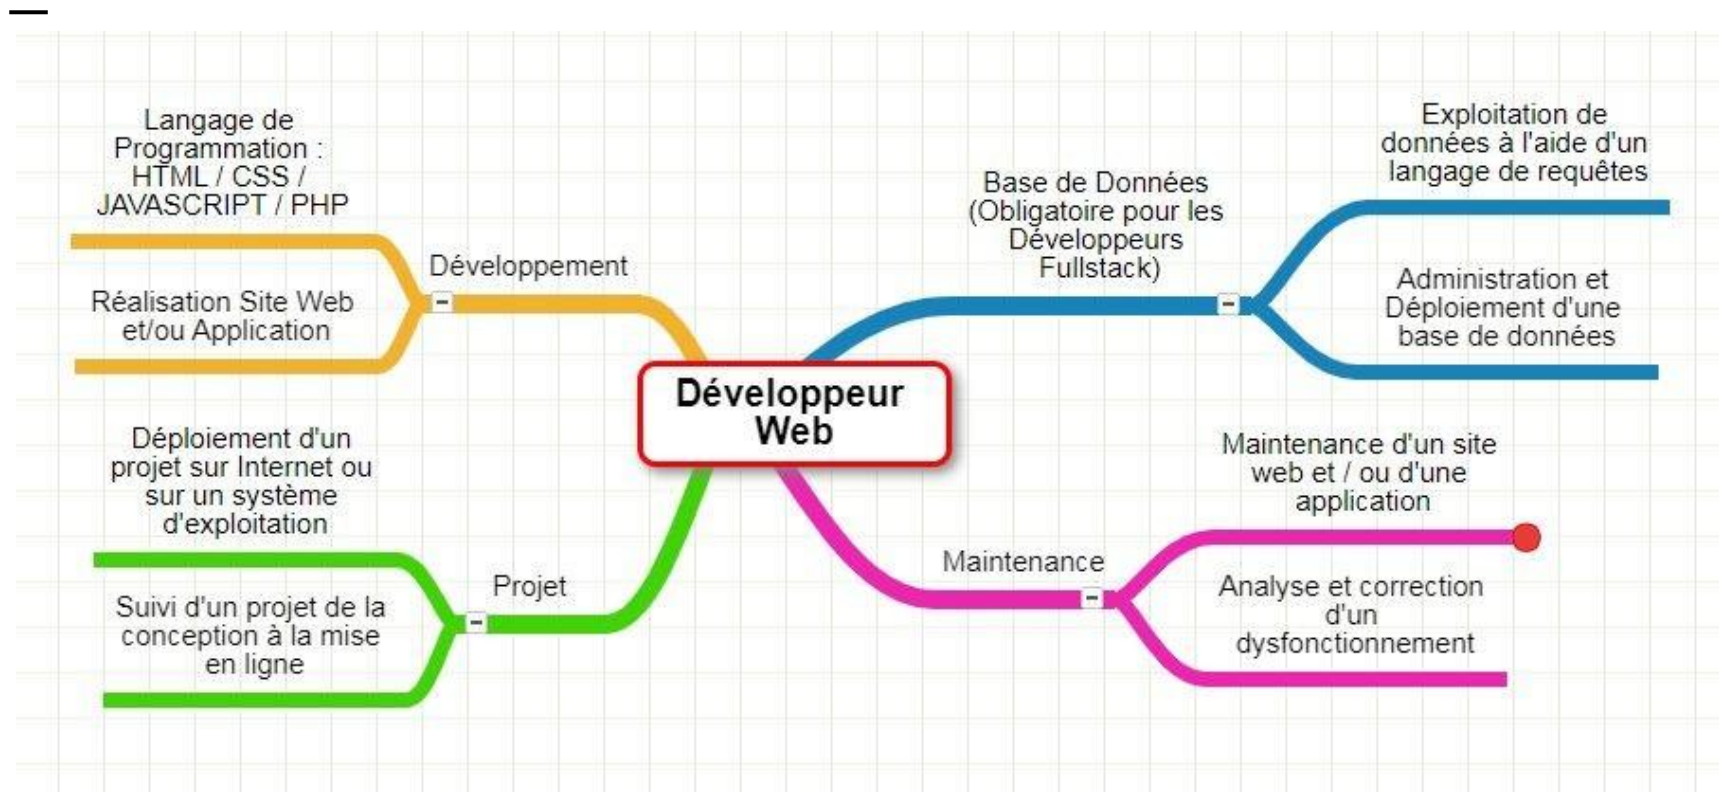 Langage de
Programmation :
HTML / CSS /
JAVASCRIPT / PHP
Développement
Réalisation Site Web
et/ou Application
Base de Données
(Obligatoire pour les
Développeurs
Fullstack)
Exploitation de
données à l'aide d'un
langage de requêtes
Administration et
Déploiement d'une
base de données
Développeur
Web
Déploiement d'un
projet sur Internet ou
sur un système
d'exploitation
Projet
Suivi d'un projet de la
conception à la mise
en ligne
Maintenance
Maintenance d'un site
web et / ou d'une
application
Analyse et correction
d'un
dysfonctionnement